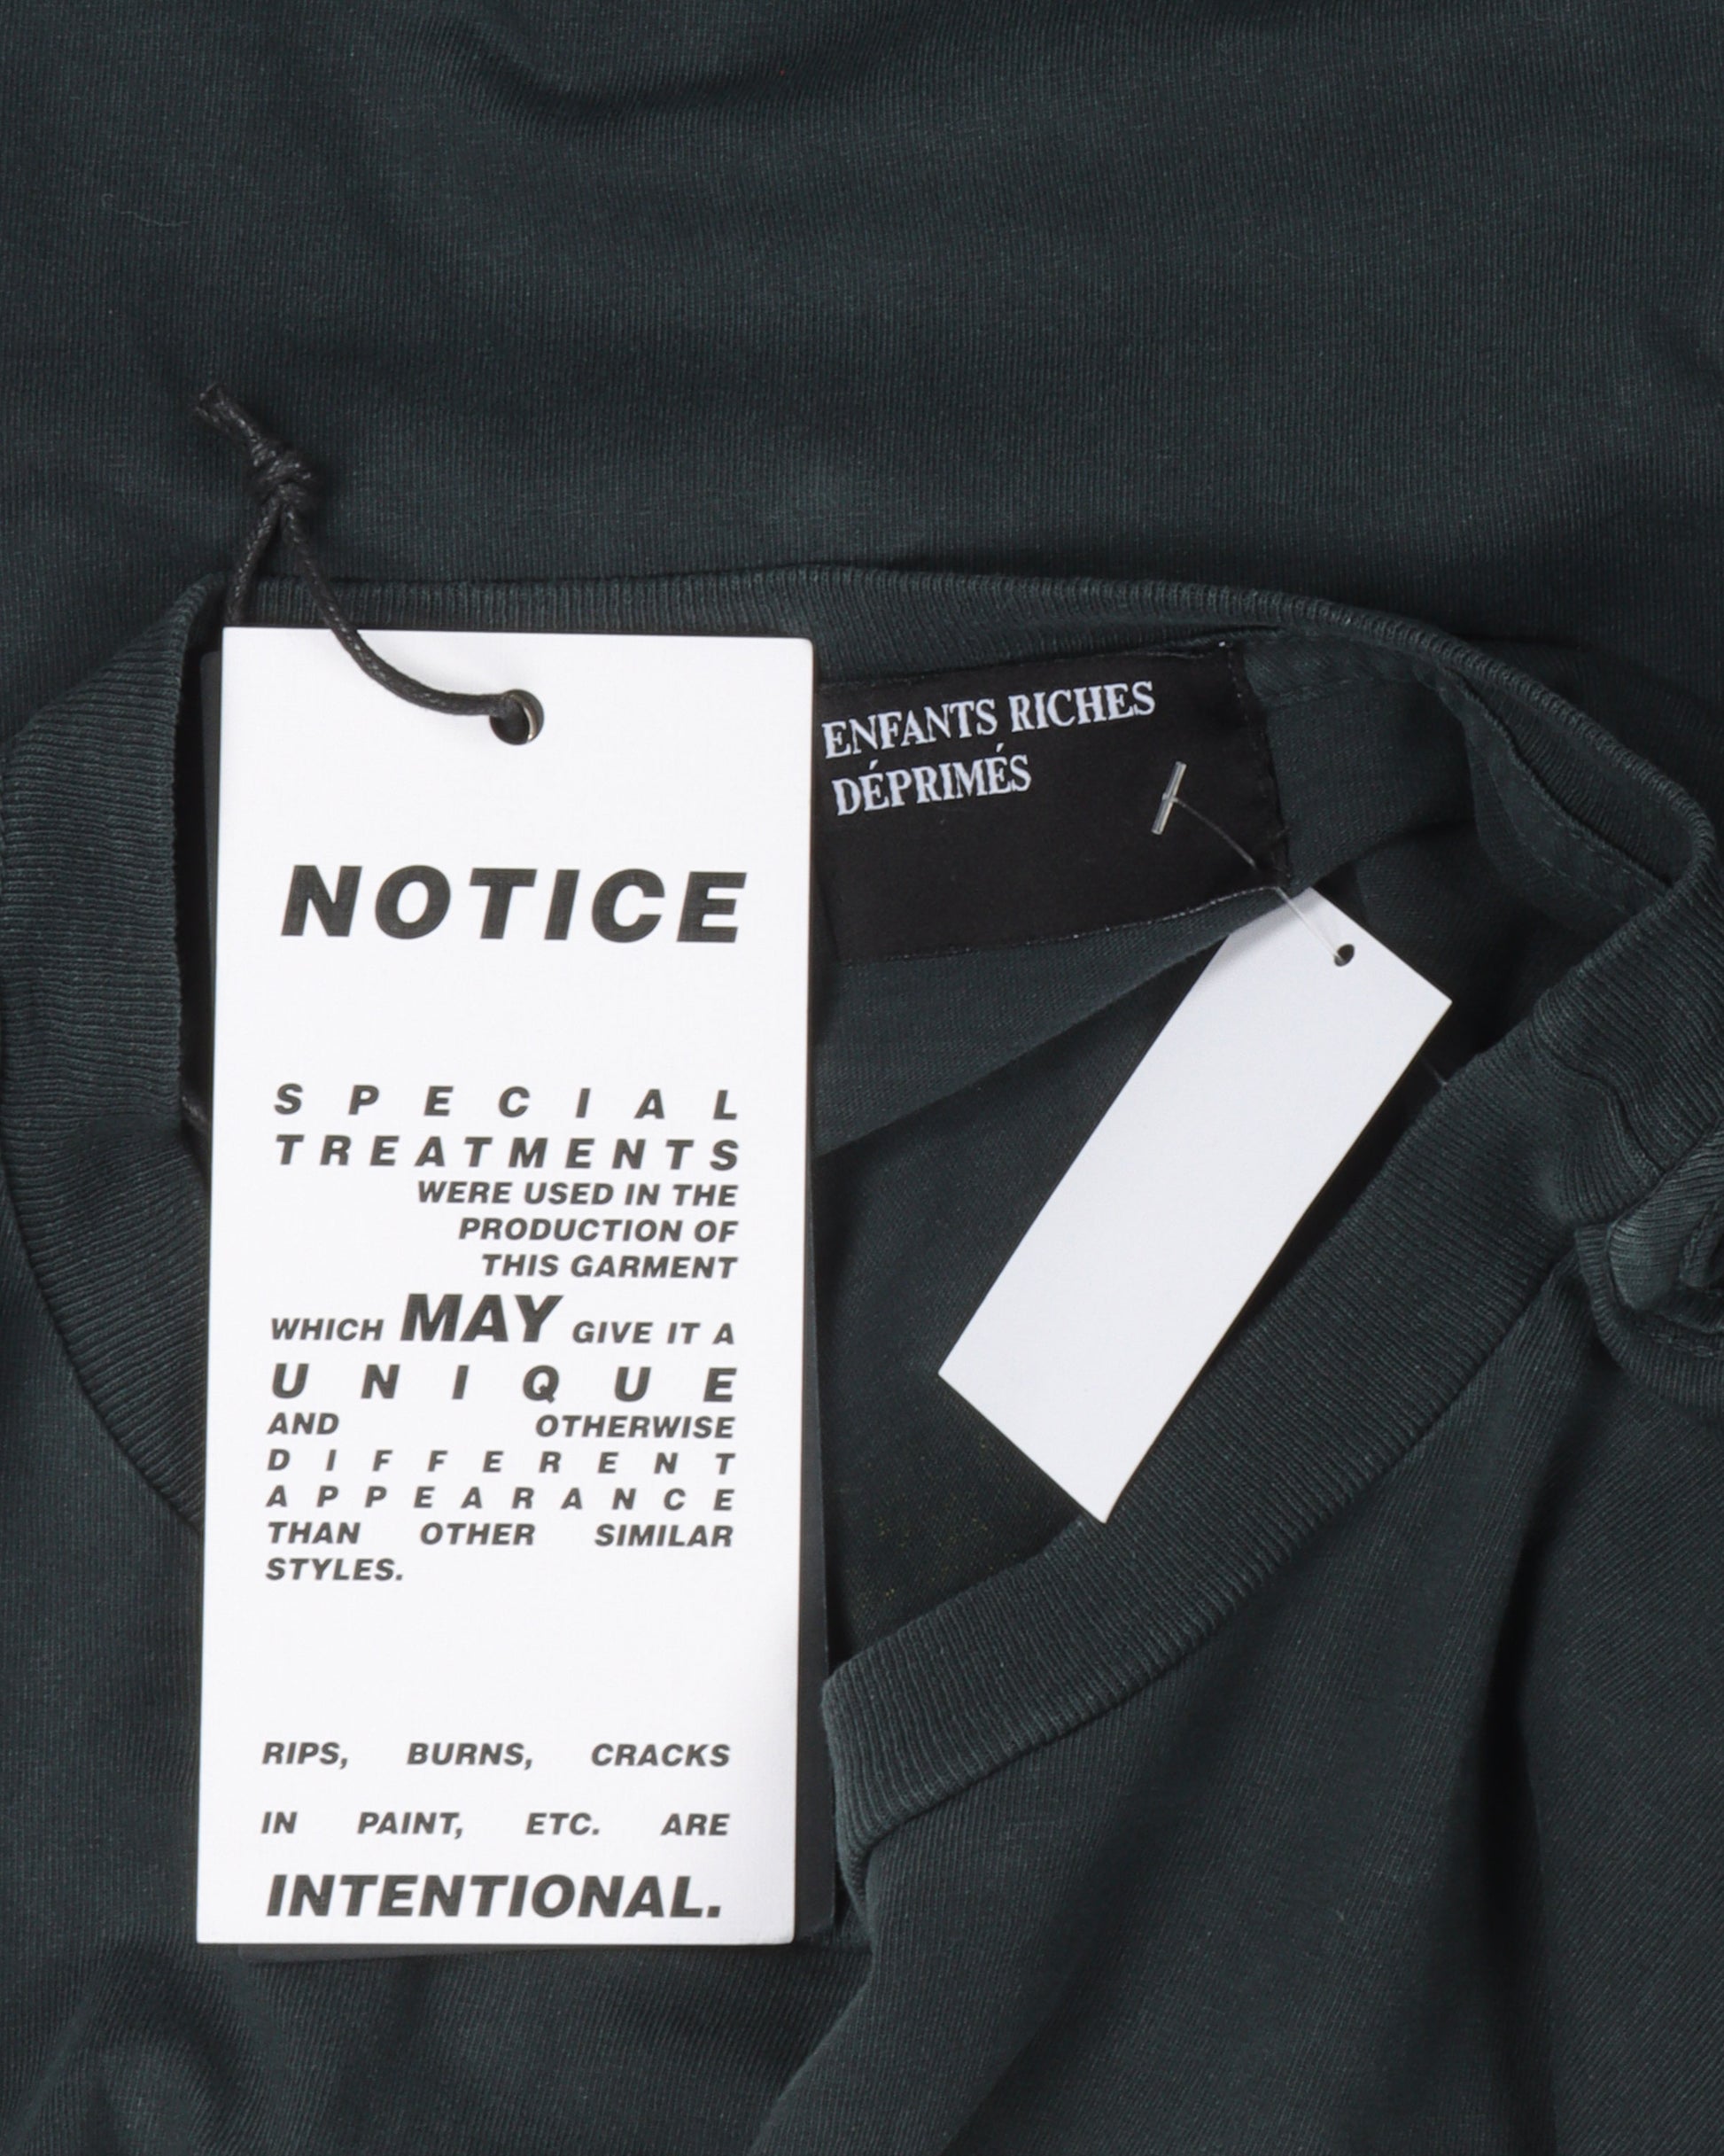 NOTICE
SPECIAL
TREATMENTS
WERE USED IN THE
PRODUCTION OF
THIS GARMENT
WHICH MAY GIVE IT A
UNIQUE
AND OTHERWISE
DIFFERENT
APPEARANCE
THAN OTHER SIMILAR
STYLES.
RIPS, BURNS, CRACKS
IN PAINT, ETC. ARE
INTENTIONAL.
ENFANTS RICHES
DÉPRIMÉS